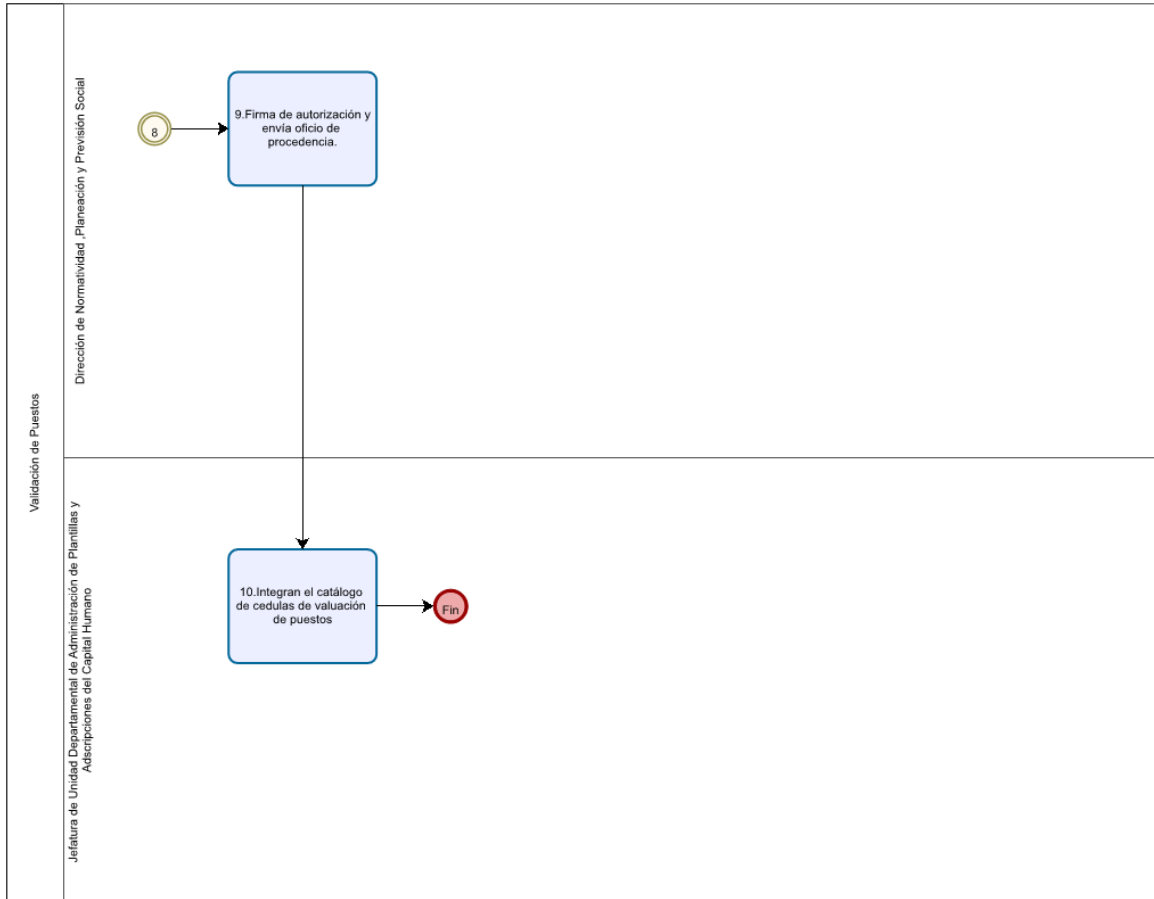 Validación de Puestos
Dirección de Normatividad ,Planeación y Previsión Social
8
9.Firma de autorización y
envía oficio de
procedencia.
Jefatura de Unidad Departamental de Administración de Plantillas y
Adscripciones del Capital Humano
10.Integran el catálogo
de cedulas de valuación
de puestos
Fin